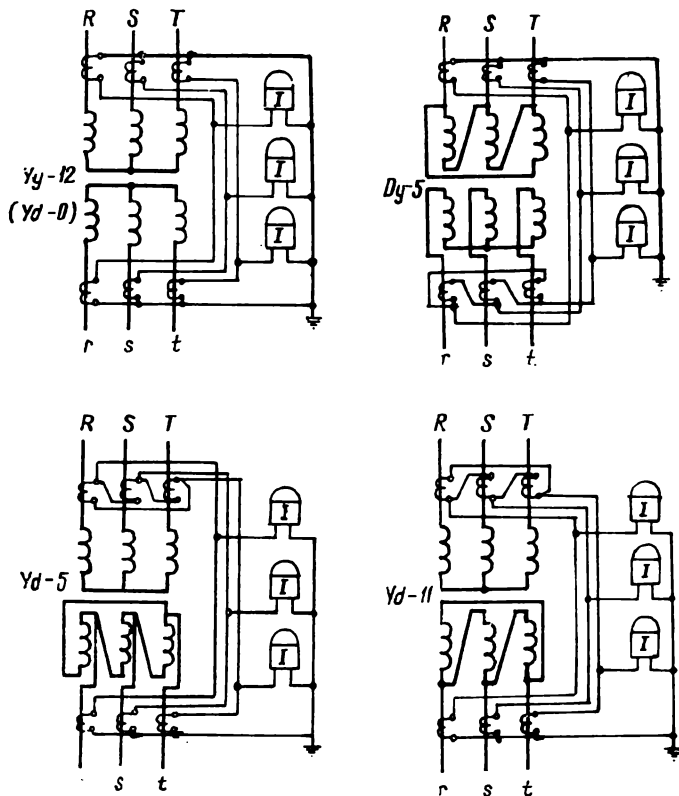 R S T
I
I
Yy-12
(Yd-0)
I
r s t
R S T
I
I
Dy-5
I
r s t.
R S T
I
I
Yd-5
I
s t
R S T
I
I
Yd-11
I
r s t